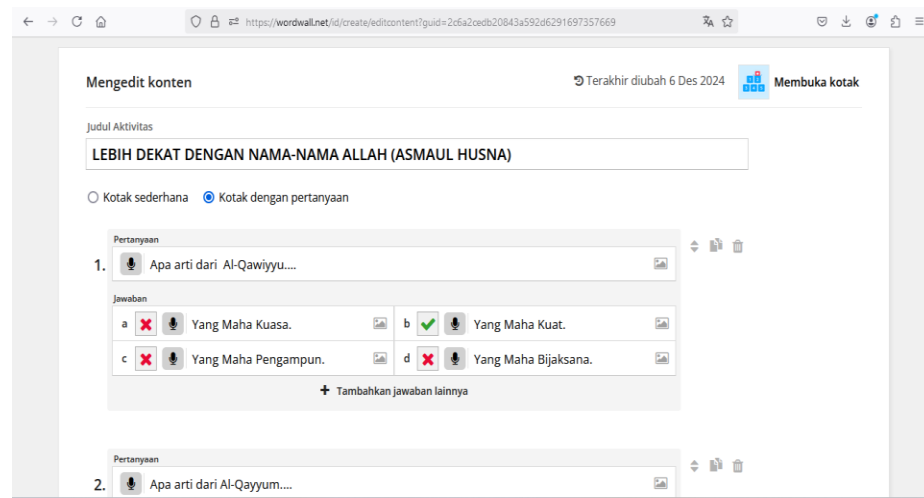 https://wordwall.net/id/create/editcontent?guid=2c6a2cedb20843a592d6291697357669
Mengedit konten
Terakhir diubah 6 Des 2024
Membuka kotak
Judul Aktivitas
LEBIH DEKAT DENGAN NAMA-NAMA ALLAH (ASMAUL HUSNA)
Kotak sederhana Kotak dengan pertanyaan
Pertanyaan
1. Apa arti dari Al-Qawiyyu....
Jawaban
a Yang Maha Kuasa. b Yang Maha Kuat.
c Yang Maha Pengampun. d Yang Maha Bijaksana.
+ Tambahkan jawaban lainnya
Pertanyaan
2. Apa arti dari Al-Qayyum....